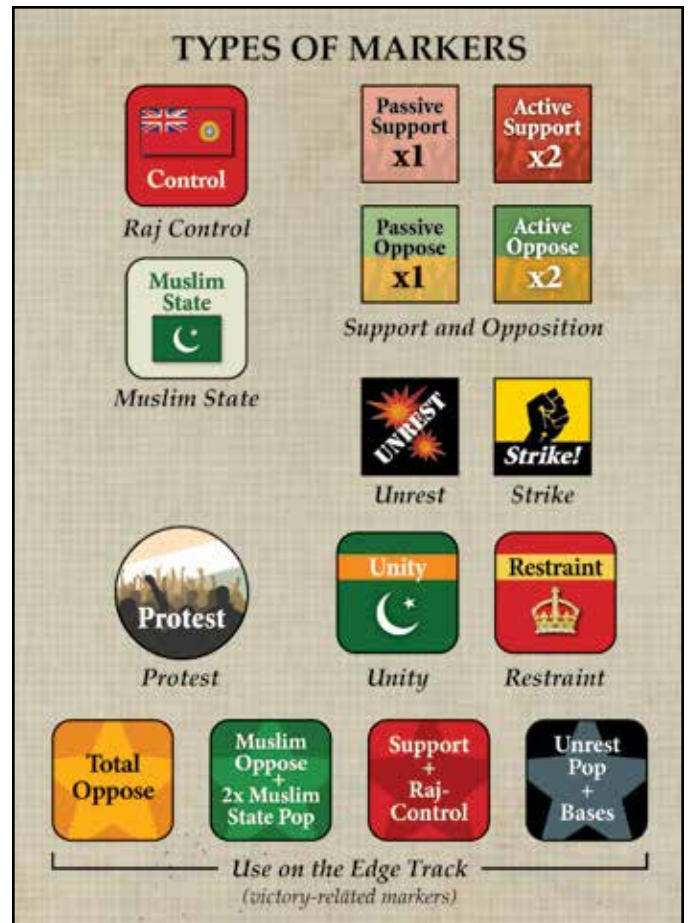 TYPES OF MARKERS
Control
Raj Control
Muslim
State
Muslim State
Passive
Support
x1
Active
Support
x2
Passive
Oppose
x1
Active
Oppose
x2
Support and Opposition
UNREST
Unrest
Strike!
Strike
Protest
Protest
Unity
Unity
Restraint
Restraint
Total
Oppose
Muslim
Oppose
+
2x Muslim
State Pop
Support
+
Raj-
Control
Unrest
Pop
+
Bases
Use on the Edge Track
(victory-related markers)